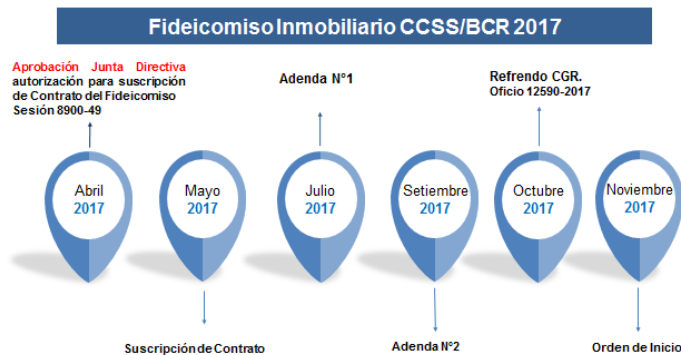 Fideicomiso Inmobiliario CCSS/BCR 2017
Aprobación Junta Directiva
autorización para suscripción
de Contrato del Fideicomiso
Sesión 8900-49
Adenda N°1
Refrendo CGR.
Oficio 12590-2017
Abril
2017
Mayo
2017
Julio
2017
Setiembre
2017
Octubre
2017
Noviembre
2017
Suscripción de Contrato
Adenda N°2
Orden de Inicio